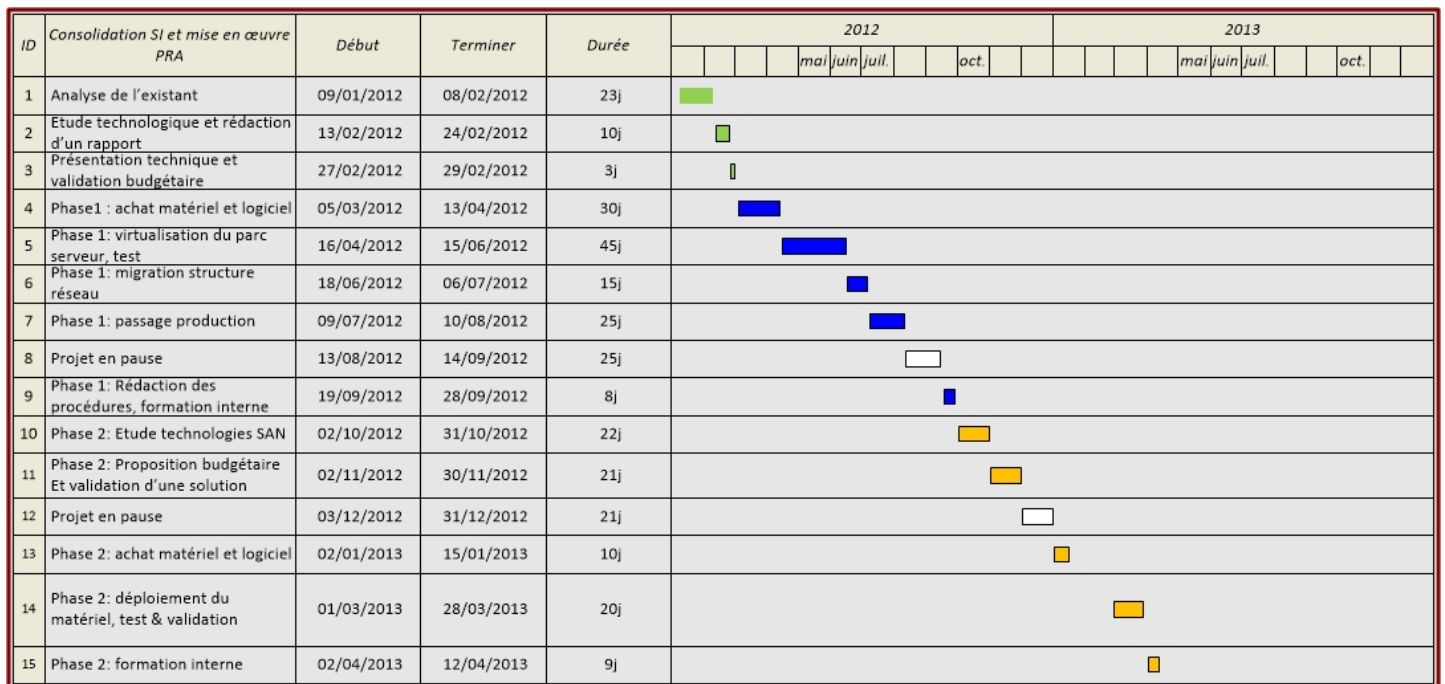 ID
Consolidation SI et mise en œuvre
PRA
Début
Terminer
Durée
2012
2013
mai juin juil. oct. mai juin juil. oct.
1 Analyse de l'existant 09/01/2012 08/02/2012 23j
2 Etude technologique et rédaction
d'un rapport 13/02/2012 24/02/2012 10j
3 Présentation technique et
validation budgétaire 27/02/2012 29/02/2012 3j
4 Phase1 : achat matériel et logiciel 05/03/2012 13/04/2012 30j
5 Phase 1: virtualisation du parc
serveur, test 16/04/2012 15/06/2012 45j
6 Phase 1: migration structure
réseau 18/06/2012 06/07/2012 15j
7 Phase 1: passage production 09/07/2012 10/08/2012 25j
8 Projet en pause 13/08/2012 14/09/2012 25j
9 Phase 1: Rédaction des
procédures, formation interne 19/09/2012 28/09/2012 8j
10 Phase 2: Etude technologies SAN 02/10/2012 31/10/2012 22j
11 Phase 2: Proposition budgétaire
Et validation d'une solution 02/11/2012 30/11/2012 21j
12 Projet en pause 03/12/2012 31/12/2012 21j
13 Phase 2: achat matériel et logiciel 02/01/2013 15/01/2013 10j
14 Phase 2: déploiement du
matériel, test & validation 01/03/2013 28/03/2013 20j
15 Phase 2: formation interne 02/04/2013 12/04/2013 9j